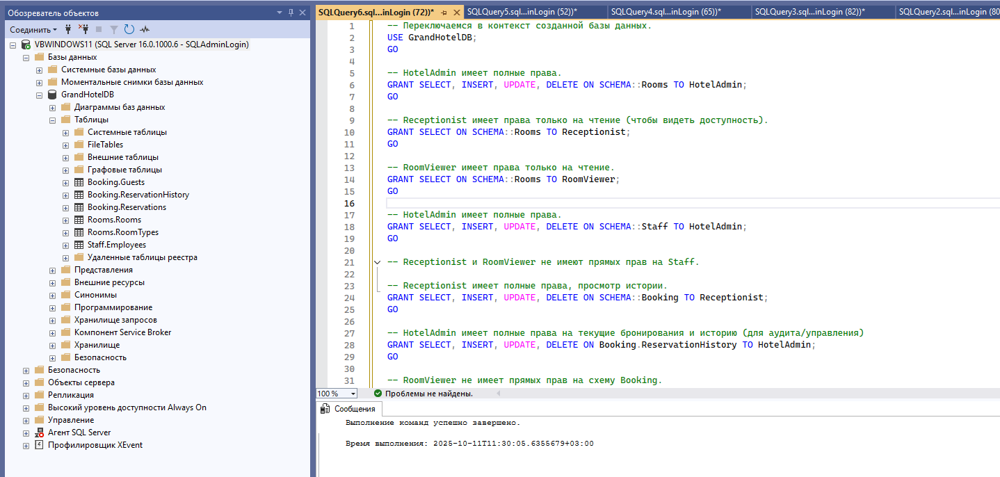 Обозреватель объектов
Соединить
VBWINDOWS11 (SQL Server 16.0.1000.6 - SQLAdminLogin)
Базы данных
Системные базы данных
Моментальные снимки базы данных
GrandHotelDB
Диаграммы баз данных
Таблицы
Системные таблицы
FileTables
Внешние таблицы
Графовые таблицы
Booking.Guests
Booking.ReservationHistory
Booking.Reservations
Rooms.Rooms
Rooms.RoomTypes
Staff.Employees
Удаленные таблицы реестра
Представления
Внешние ресурсы
Синонимы
Программирование
Хранилище запросов
Компонент Service Broker
Хранилище
Безопасность
Безопасность
Объекты сервера
Репликация
Высокий уровень доступности Always On
Управление
Агент SQL Server
Профилировщик XEvent
SQLQuery6.sql...inLogin (72))* SQLQuery5.sql...inLogin (52))* SQLQuery4.sql...inLogin (65))* SQLQuery3.sql...inLogin (82))* SQLQuery2.sql...inLogin (80
1 -- Переключаемся в контекст созданной базы данных.
2 USE GrandHotelDB;
3 GO
4
5 -- HotelAdmin имеет полные права.
6 GRANT SELECT, INSERT, UPDATE, DELETE ON SCHEMA::Rooms TO HotelAdmin;
7 GO
8
9 -- Receptionist имеет права только на чтение (чтобы видеть доступность).
10 GRANT SELECT ON SCHEMA::Rooms TO Receptionist;
11 GO
12
13 -- RoomViewer имеет права только на чтение.
14 GRANT SELECT ON SCHEMA::Rooms TO RoomViewer;
15 GO
16
17 -- HotelAdmin имеет полные права.
18 GRANT SELECT, INSERT, UPDATE, DELETE ON SCHEMA::Staff TO HotelAdmin;
19 GO
20
21 -- Receptionist и RoomViewer не имеют прямых прав на Staff.
22
23 -- Receptionist имеет полные права, просмотр истории.
24 GRANT SELECT, INSERT, UPDATE, DELETE ON SCHEMA::Booking TO Receptionist;
25 GO
26
27 -- HotelAdmin имеет полные права на текущие бронирования и историю (для аудита/управления)
28 GRANT SELECT, INSERT, UPDATE, DELETE ON Booking.ReservationHistory TO HotelAdmin;
29 GO
30
31 -- RoomViewer не имеет прямых прав на схему Booking.
100 % Проблемы не найдены.
Сообщения
Выполнение команд успешно завершено.
Время выполнения: 2025-10-11T11:30:05.6355679+03:00